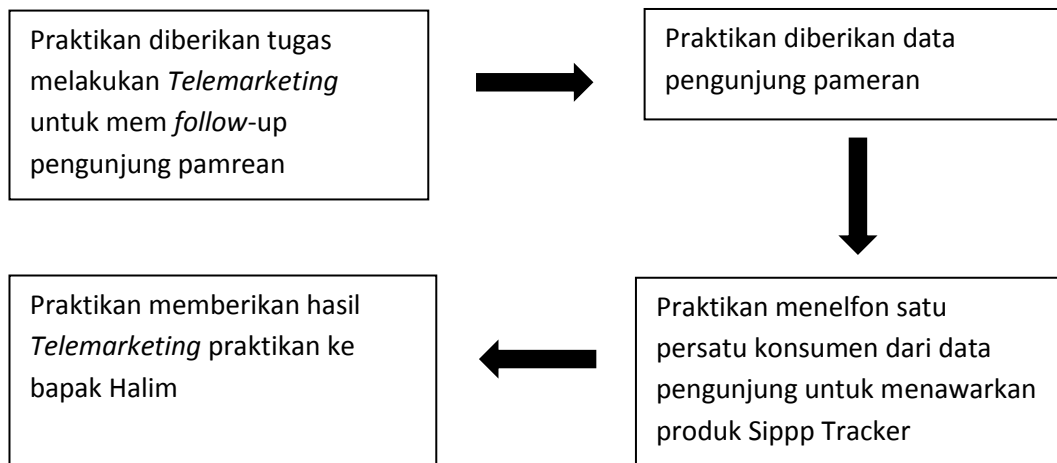 Praktikan diberikan tugas
melakukan Telemarketing
untuk mem follow-up
pengunjung pamrean
Praktikan diberikan data
pengunjung pameran
Praktikan menelfon satu
persatu konsumen dari data
pengunjung untuk menawarkan
produk Sippp Tracker
Praktikan memberikan hasil
Telemarketing praktikan ke
bapak Halim